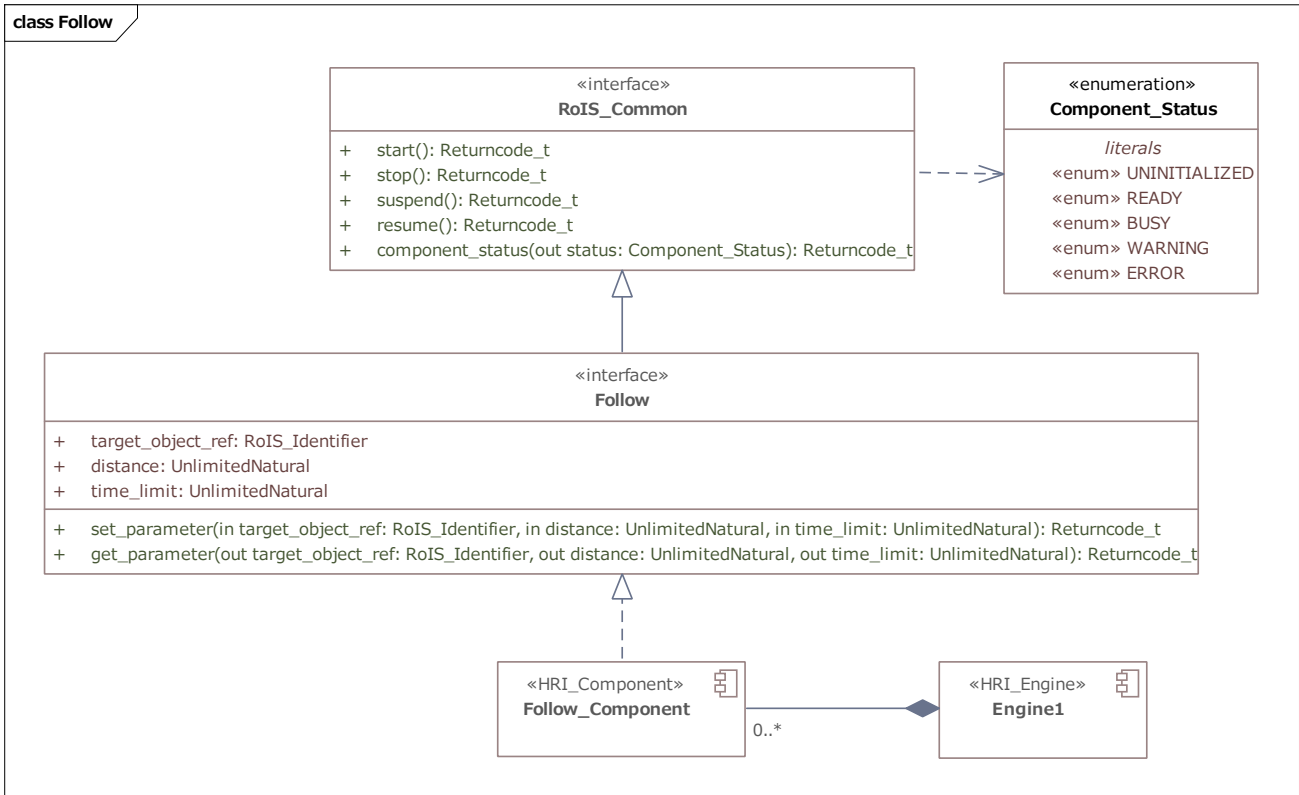 class Follow
«interface»
RoIS_Common
+ start(): Returncode_t
+ stop(): Returncode_t
+ suspend(): Returncode_t
+ resume(): Returncode_t
+ component_status(out status: Component_Status): Returncode_t
«enumeration»
Component_Status
literals
«enum» UNINITIALIZED
«enum» READY
«enum» BUSY
«enum» WARNING
«enum» ERROR
«interface»
Follow
+ target_object_ref: RoIS_Identifier
+ distance: UnlimitedNatural
+ time_limit: UnlimitedNatural
+ set_parameter(in target_object_ref: RoIS_Identifier, in distance: UnlimitedNatural, in time_limit: UnlimitedNatural): Returncode_t
+ get_parameter(out target_object_ref: RoIS_Identifier, out distance: UnlimitedNatural, out time_limit: UnlimitedNatural): Returncode_t
«HRI_Component»
Follow_Component
0..*
«HRI_Engine»
Engine1